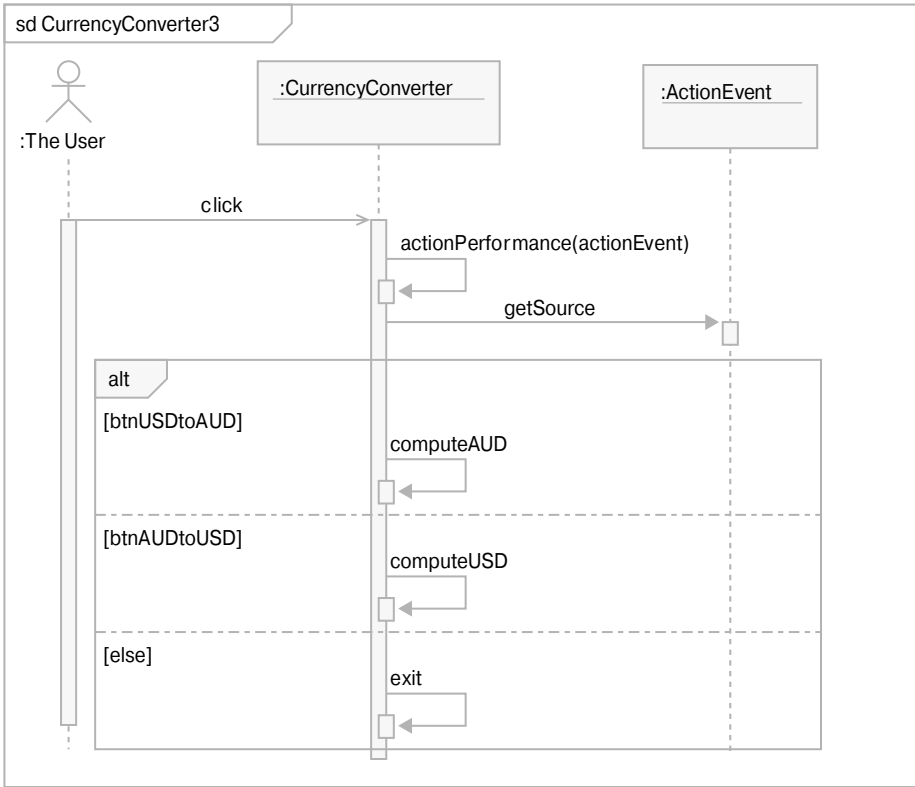 sd CurrencyConverter3
:The User
:CurrencyConverter
:ActionEvent
click
actionPerformance(actionEvent)
getSource
alt
[btnUSDtoAUD]
computeAUD
[btnAUDtoUSD]
computeUSD
[else]
exit